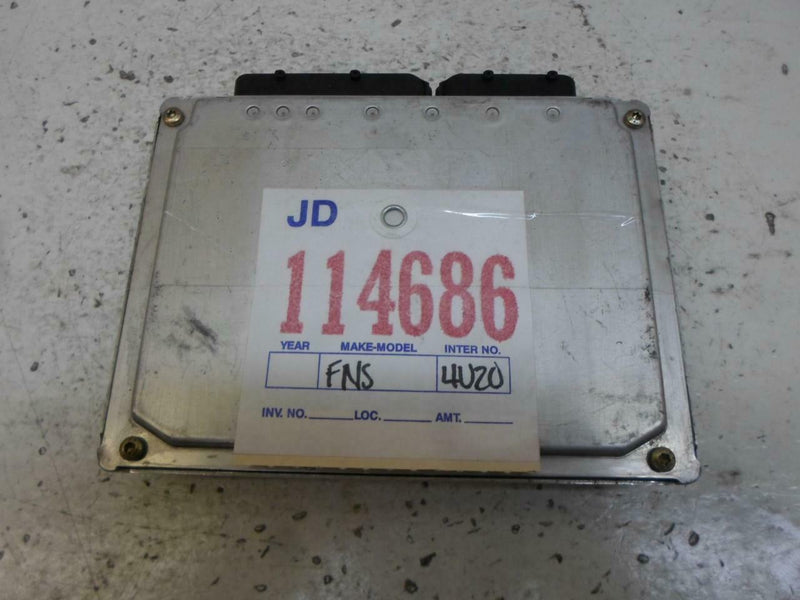 JD
114686
YEAR MAKE-MODEL INTER NO.
FNS 4U20
INV. NO. LOC. AMT.